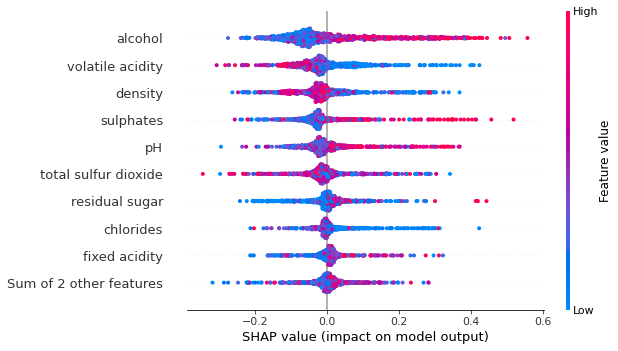 High
alcohol
volatile acidity
density
sulphates
pH
total sulfur dioxide
residual sugar
chlorides
fixed acidity
Sum of 2 other features
Feature value
Low
−0.2 0.0 0.2 0.4 0.6
SHAP value (impact on model output)